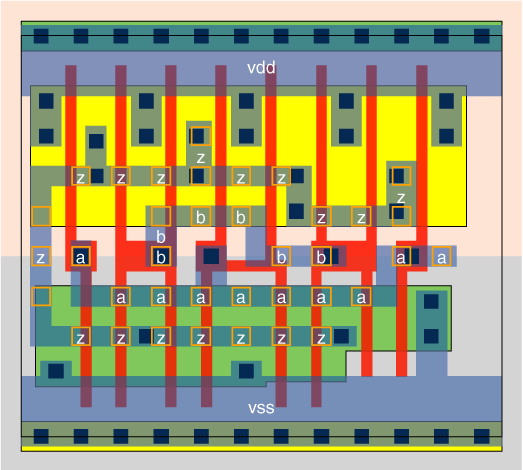 vdd
z
z z z z z z
z
b b z z
b
z a b b b a a
a a a a a a a
z z z z z z z
vss